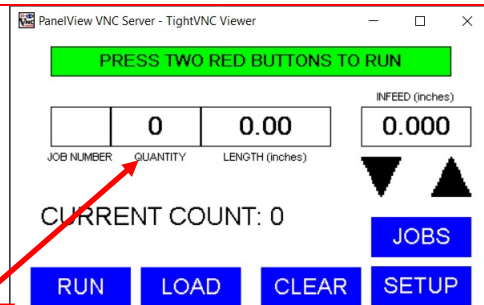 PanelView VNC Server - TightVNC Viewer
PRESS TWO RED BUTTONS TO RUN
INFEED (inches)
0 0.00 0.000
JOB NUMBER QUANTITY LENGTH (inches)
CURRENT COUNT: 0
JOBS
RUN LOAD CLEAR SETUP